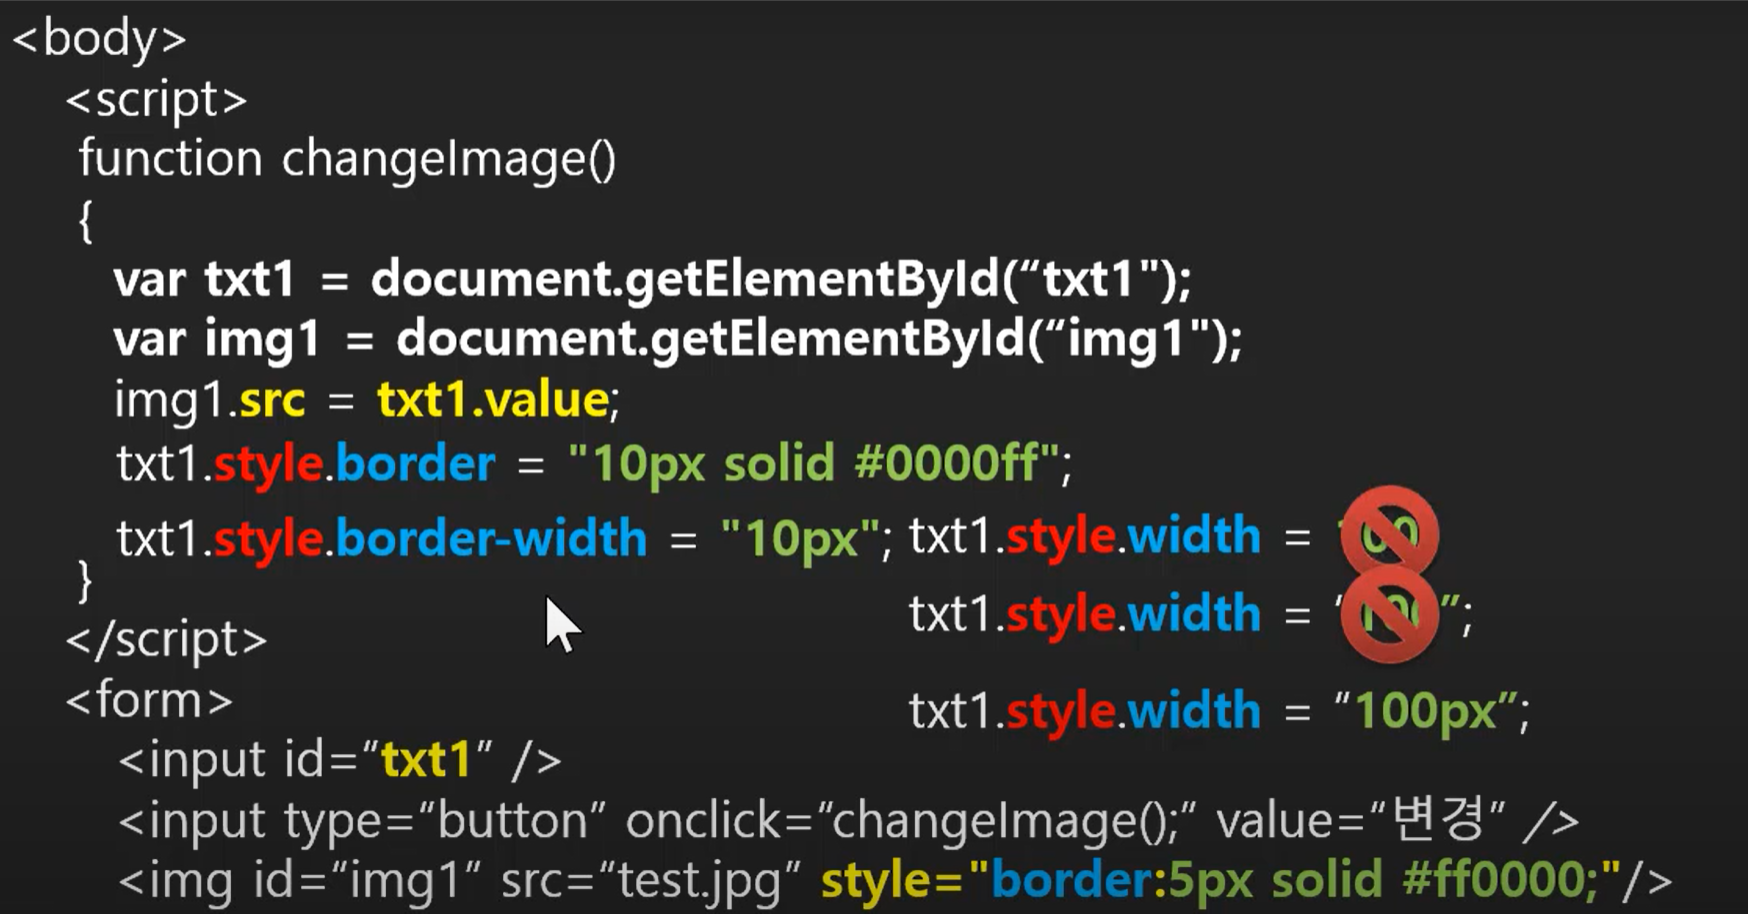 <body>
<script>
function changeImage()
{
var txt1 = document.getElementById(“txt1");
var img1 = document.getElementById(“img1");
img1.src = txt1.value;
txt1.style.border = "10px solid #0000ff";
txt1.style.border-width = "10px"; txt1.style.width =
}
txt1.style.width = ”;
</script>
<form>
txt1.style.width = “100px”;
<input id=”txt1” />
<input type=”button” onclick=”changeImage();” value=”변경” />
<img id=”img1” src=”test.jpg” style="border:5px solid #ff0000;"/>